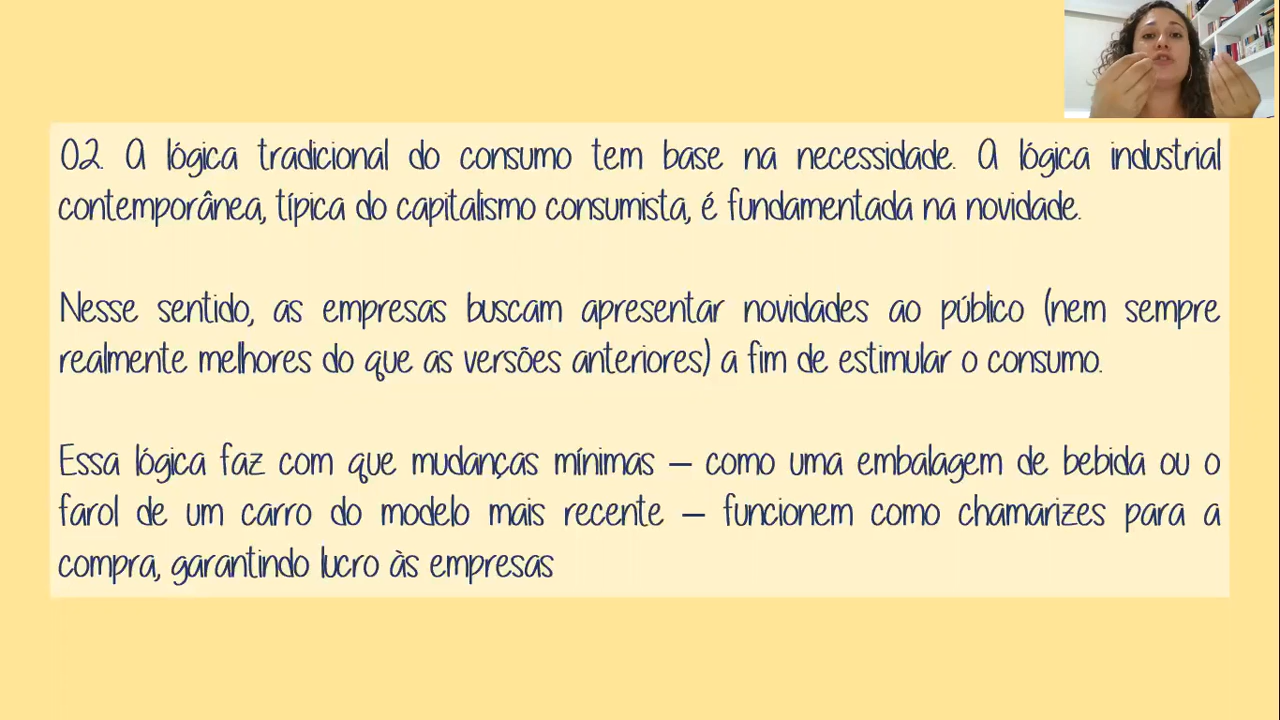 02. A lógica tradicional do consumo tem base na necessidade. A lógica industrial
contemporânea, típica do capitalismo consumista, é fundamentada na novidade.
Nesse sentido, as empresas buscam apresentar novidades ao público (nem sempre
realmente melhores do que as versões anteriores) a fim de estimular o consumo.
Essa lógica faz com que mudanças mínimas – como uma embalagem de bebida ou o
farol de um carro do modelo mais recente – funcionem como chamarizes para a
compra, garantindo lucro às empresas